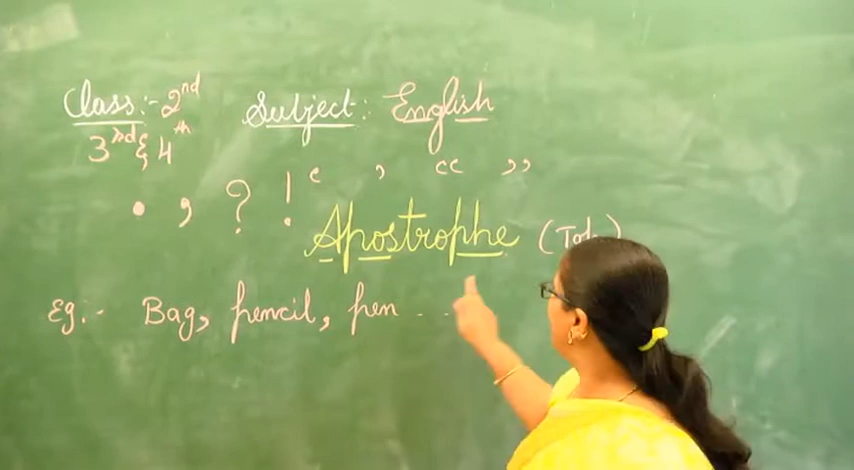 Class:- 2nd Subject: English
3rd & 4th
. , ? ! ‘ ’ “ ”
Apostrophe
Eg:- Bag, pencil, pen ...